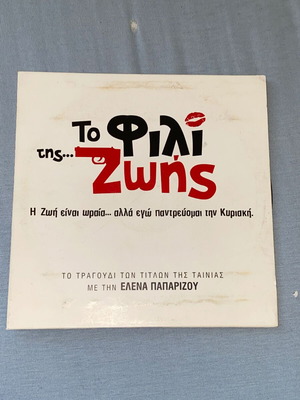 Το Φιλί
της... Ζωής
Η Ζωή είναι ωραία... αλλά εγώ παντρεύομαι την Κυριακή.
ΤΟ ΤΡΑΓΟΥΔΙ ΤΩΝ ΤΙΤΛΩΝ ΤΗΣ ΤΑΙΝΙΑΣ
ΜΕ ΤΗΝ ΕΛΕΝΑ ΠΑΠΑΡΙΖΟΥ